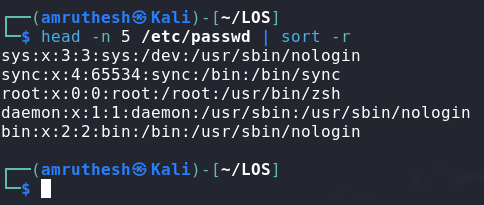 ┌──(amruthesh㉿Kali)-[~/LOS]
└─$ head -n 5 /etc/passwd | sort -r
sys:x:3:3:sys:/dev:/usr/sbin/nologin
sync:x:4:65534:sync:/bin:/bin/sync
root:x:0:0:root:/root:/usr/bin/zsh
daemon:x:1:1:daemon:/usr/sbin:/usr/sbin/nologin
bin:x:2:2:bin:/bin:/usr/sbin/nologin
┌──(amruthesh㉿Kali)-[~/LOS]
└─$